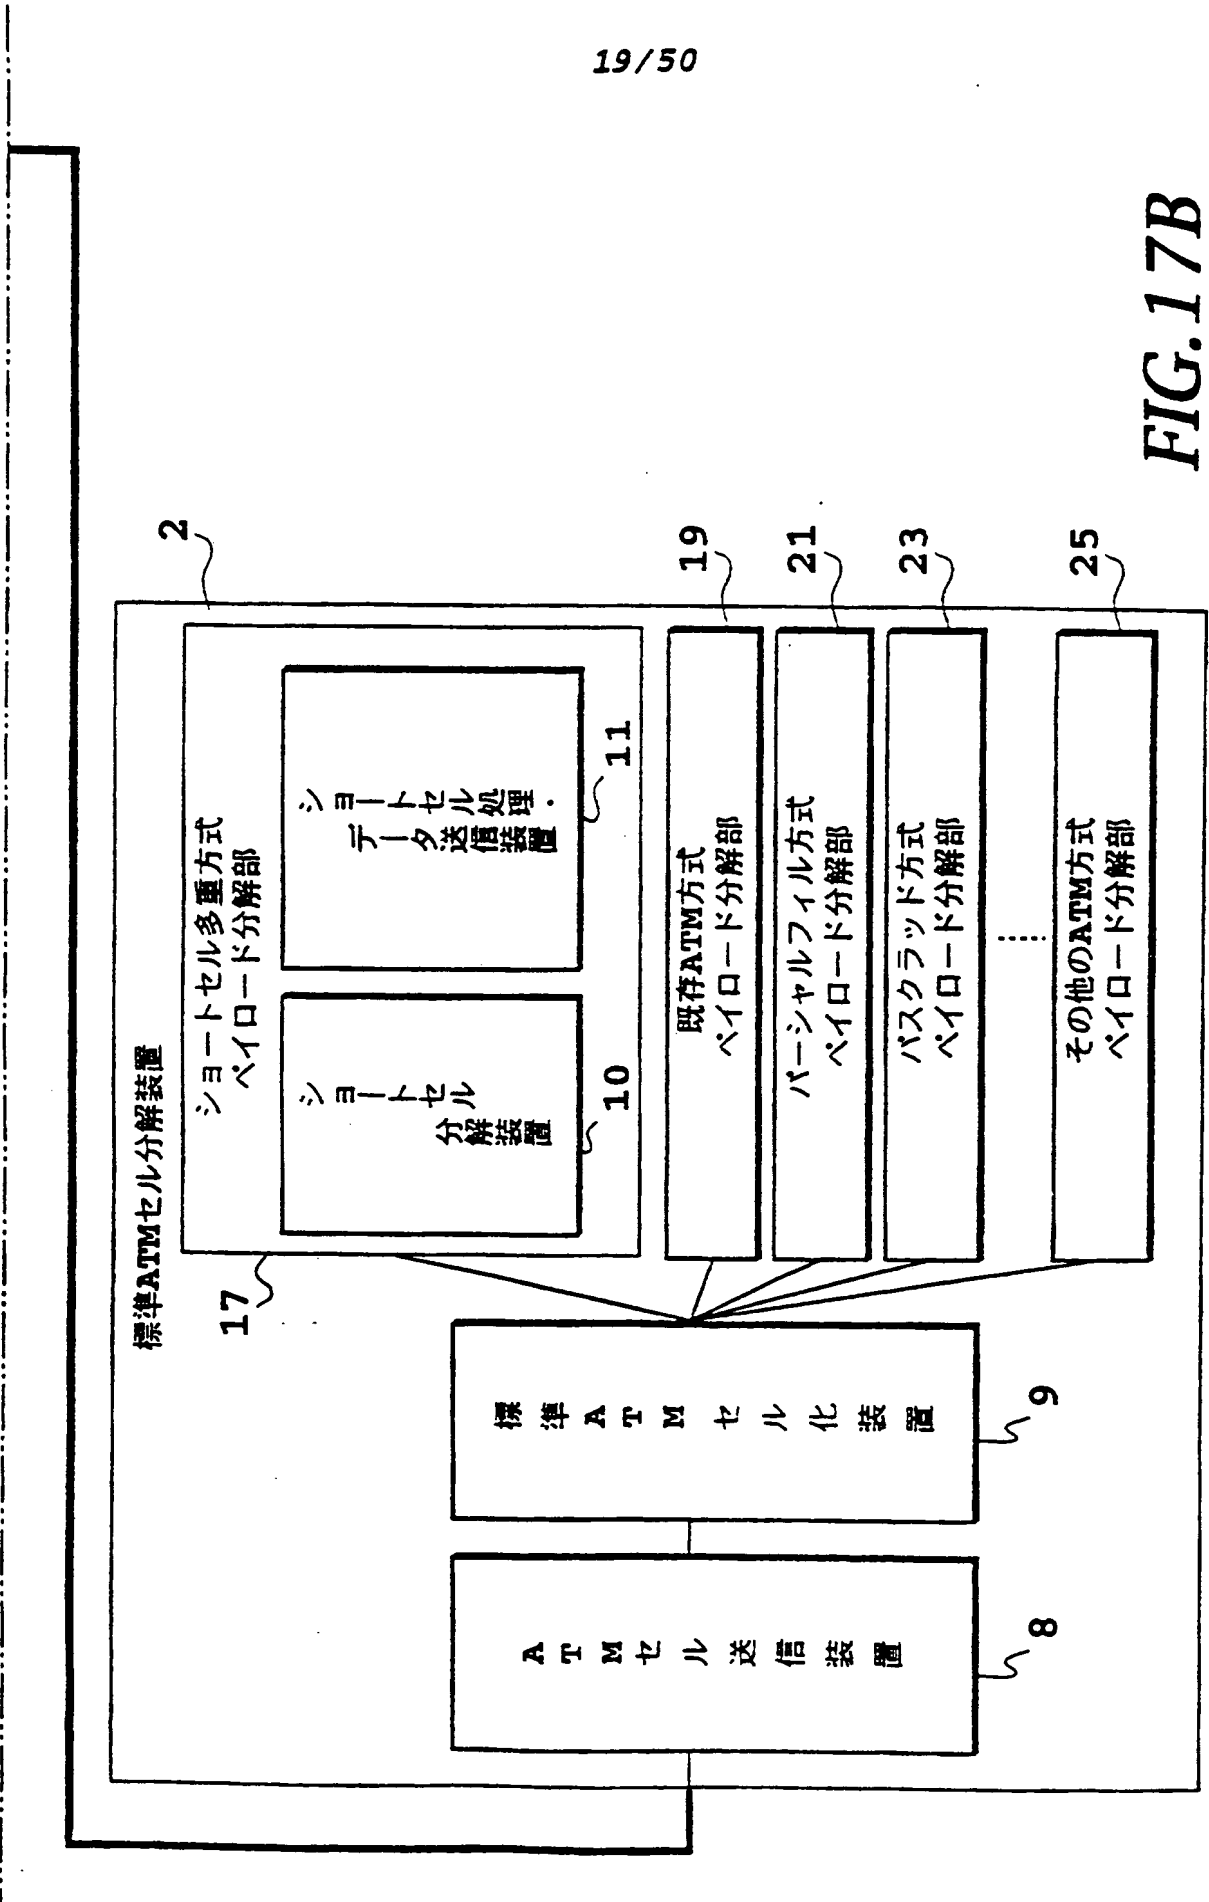 19/50
標準ATMセル分解装置
2
ショートセル多重方式
ペイロード分解部
17
ショートセル
分解装置
10
ショートセル処理・
データ送信装置
11
既存ATM方式
ペイロード分解部
19
パーシャルフィル方式
ペイロード分解部
21
パスクラッド方式
ペイロード分解部
23
その他のATM方式
ペイロード分解部
25
標準ATMセル化装置
9
ATMセル送信装置
8
FIG.17B